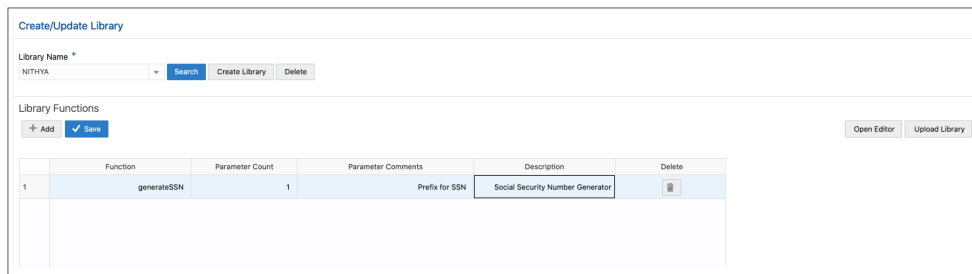 Create/Update Library
Library Name *
NITHYA Search Create Library Delete
Library Functions
+ Add Save Open Editor Upload Library
Function Parameter Count Parameter Comments Description Delete
1 generateSSN 1 Prefix for SSN Social Security Number Generator